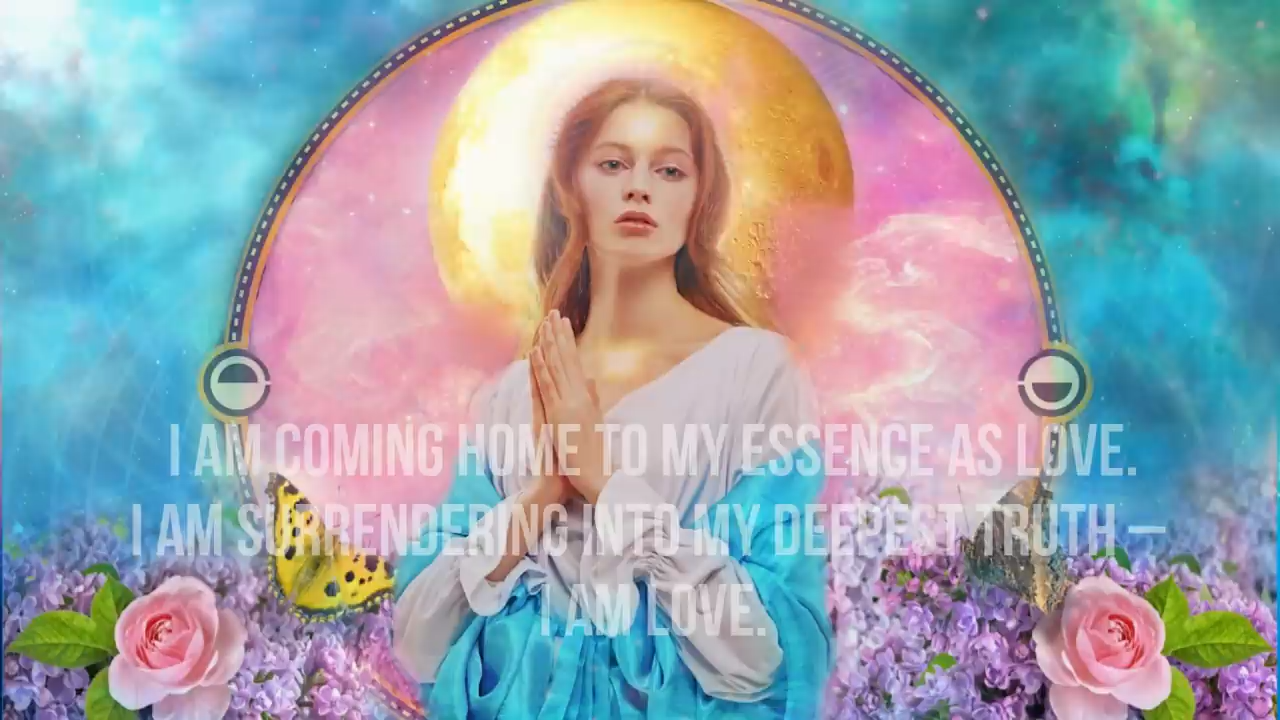 I AM COMING HOME TO MY ESSENCE AS LOVE.
I AM SURRENDERING INTO MY DEEPEST TRUTH —
I AM LOVE.